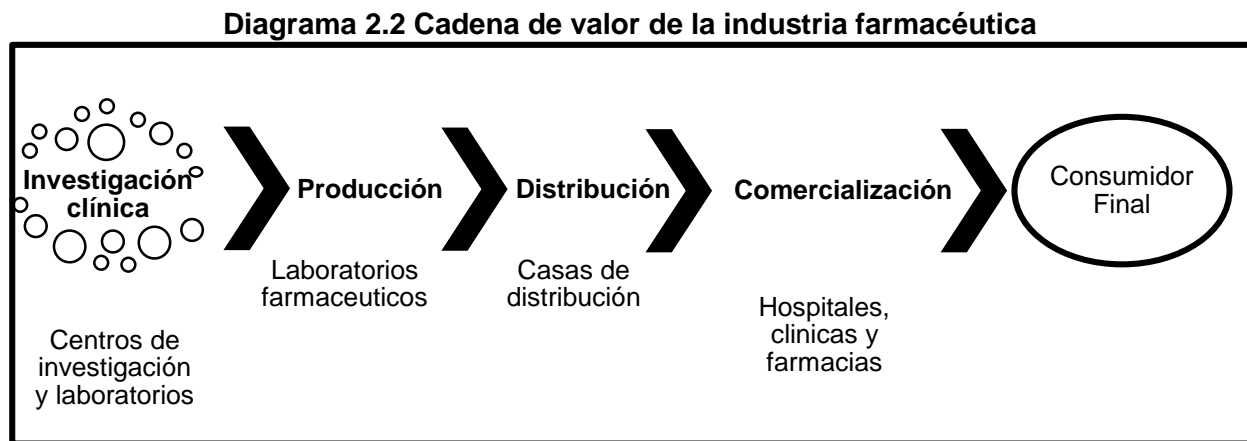 Diagrama 2.2 Cadena de valor de la industria farmacéutica
Investigación
clínica
Centros de
investigación
y laboratorios
Producción
Laboratorios
farmaceuticos
Distribución
Casas de
distribución
Comercialización
Hospitales,
clinicas y
farmacias
Consumidor
Final